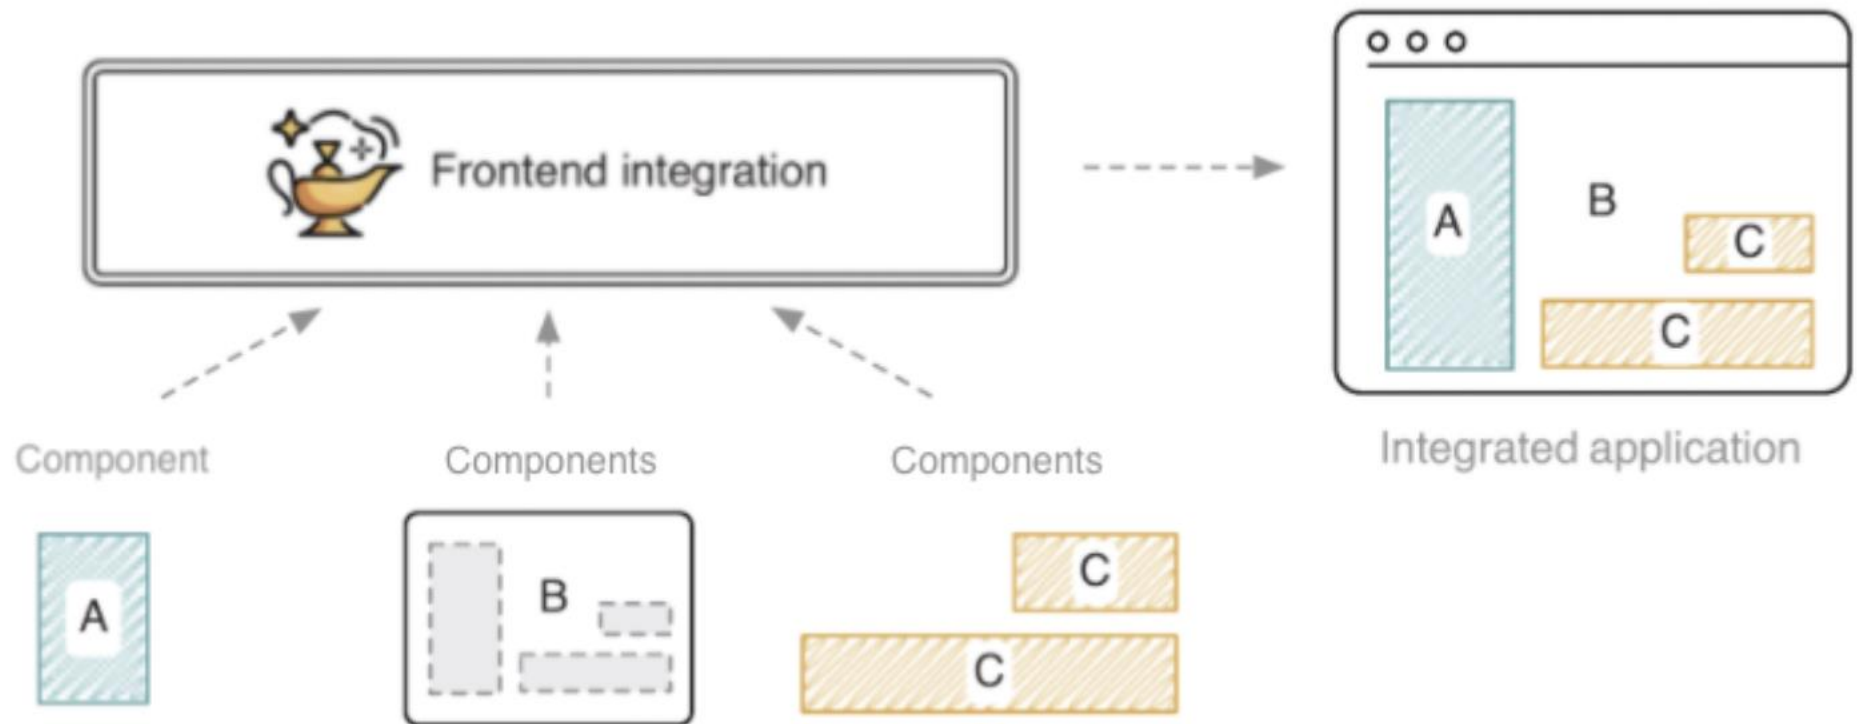 Frontend integration
A
B
C
C
Integrated application
Component
Components
Components
A
B
C
C